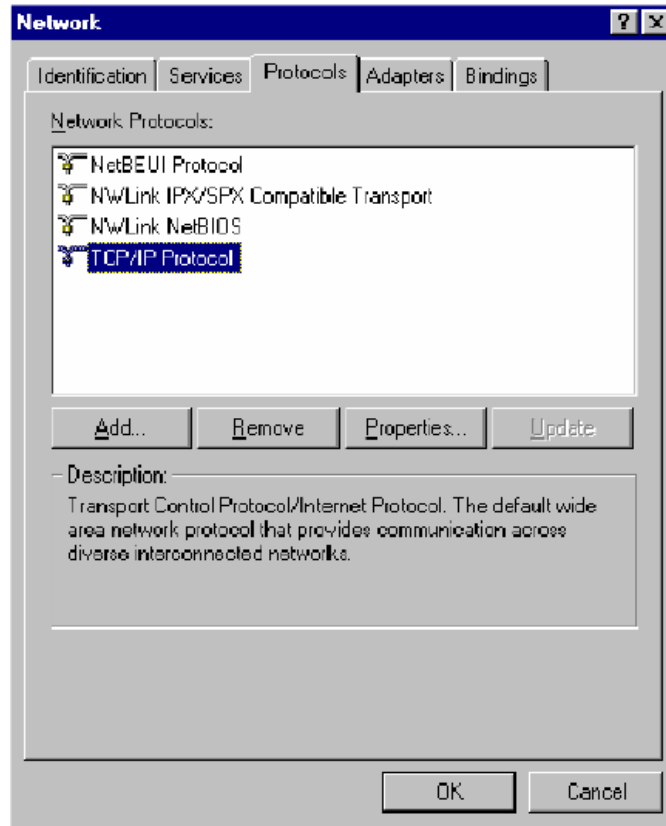 Network
Identification Services Protocols Adapters Bindings
Network Protocols:
NetBEUI Protocol
NWLink IPX/SPX Compatible Transport
NWLink NetBIOS
TCP/IP Protocol
Add... Remove Properties... Update
Description:
Transport Control Protocol/Internet Protocol. The default wide
area network protocol that provides communication across
diverse interconnected networks.
OK Cancel